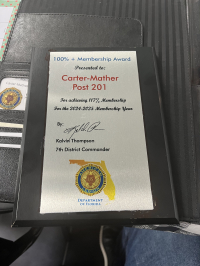 100% + Membership Award
Presented to:
Carter-Mather
Post 201
For achieving 117% Membership
For the 2024-2025 Membership Year
By:
Kalvin Thompson
7th District Commander
DEPARTMENT
OF FLORIDA